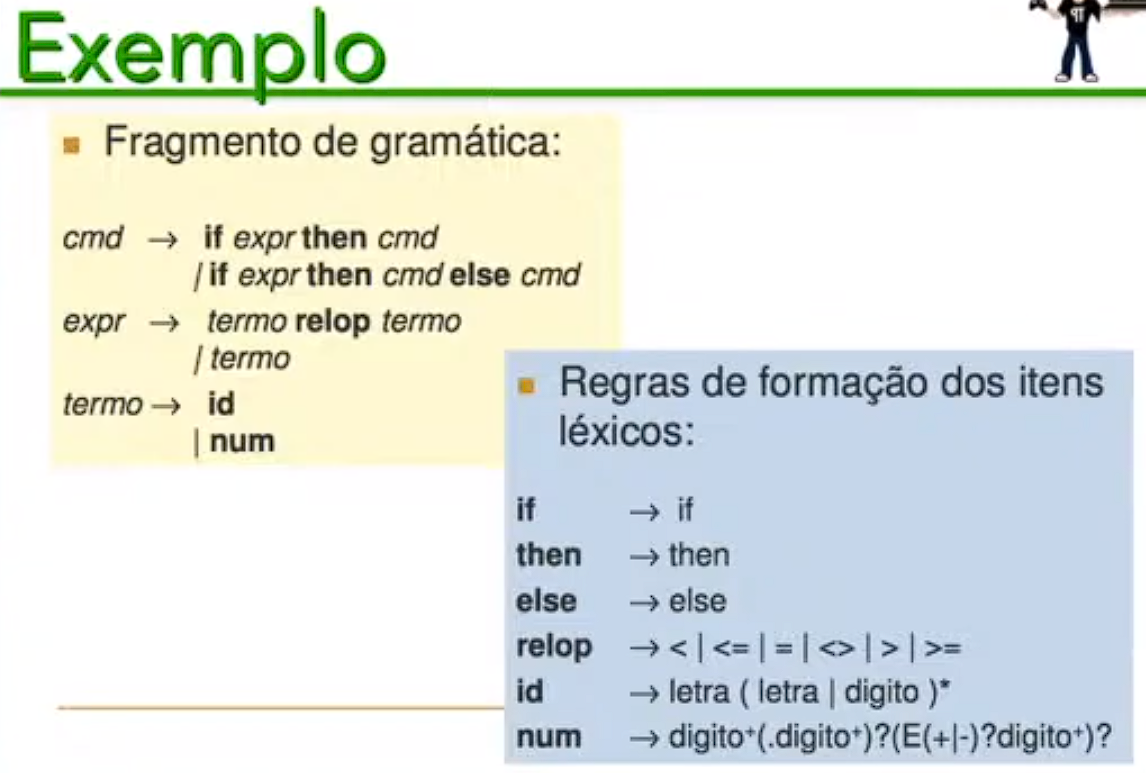 Exemplo
Fragmento de gramática:
cmd → if expr then cmd
| if expr then cmd else cmd
expr → termo relop termo
| termo
termo → id
| num
Regras de formação dos itens
léxicos:
if → if
then → then
else → else
relop → < | <= | = | <> | > | >=
id → letra ( letra | digito )*
num → digito⁺(.digito⁺)?(E(+|-)?digito⁺)?